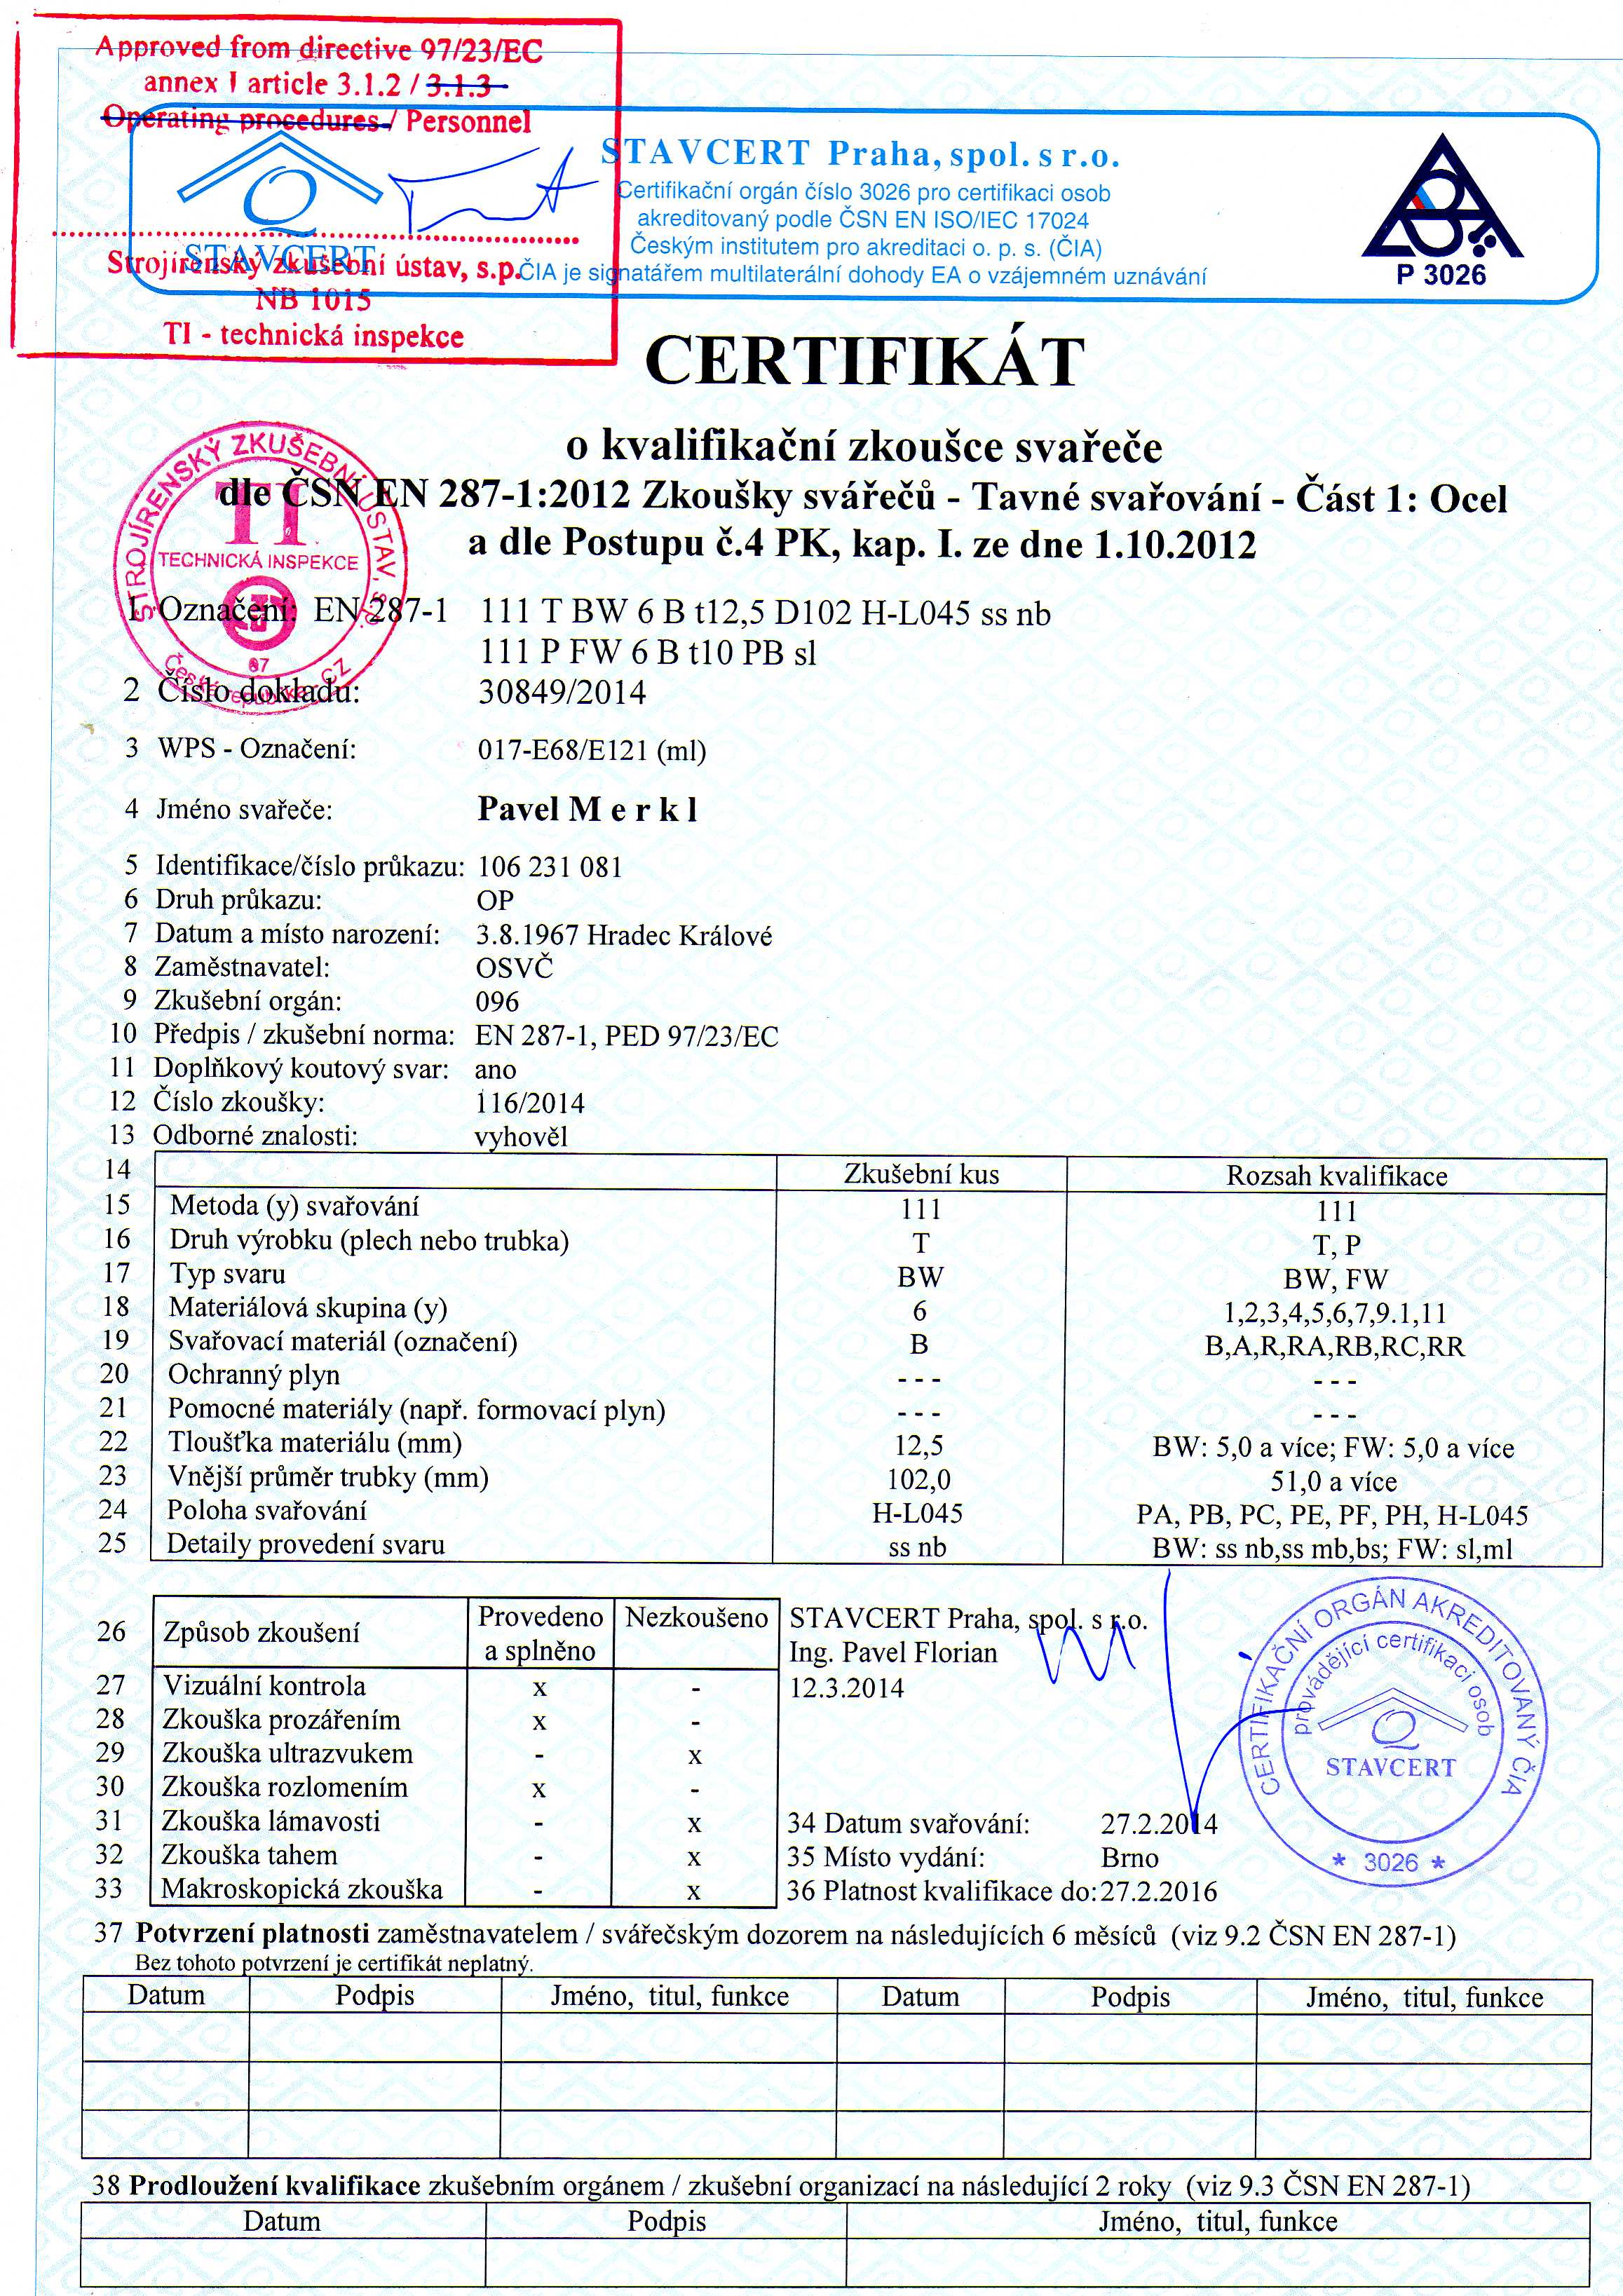 Approved from directive 97/23/EC
annex I article 3.1.2 / 3.1.3
Operating procedures / Personnel
STAVCERT
Strojírenský zkušební ústav, s.p.
NB 1015
TI - technická inspekce
STAVCERT Praha, spol. s r.o.
Certifikační orgán číslo 3026 pro certifikaci osob
akreditovaný podle ČSN EN ISO/IEC 17024
Českým institutem pro akreditaci o. p. s. (ČIA)
ČIA je signatářem multilaterální dohody EA o vzájemném uznávání
P 3026
CERTIFIKÁT
o kvalifikační zkoušce svařeče
dle ČSN EN 287-1:2012 Zkoušky svářečů - Tavné svařování - Část 1: Ocel
a dle Postupu č.4 PK, kap. I. ze dne 1.10.2012
STROJÍRENSKÝ ZKUŠEBNÍ ÚSTAV, s.p.
TI
TECHNICKÁ INSPEKCE
Česká republika - CZ
1 Označení: EN 287-1 111 T BW 6 B t12,5 D102 H-L045 ss nb
111 P FW 6 B t10 PB sl
2 Číslo dokladu: 30849/2014
3 WPS - Označení: 017-E68/E121 (ml)
4 Jméno svařeče: Pavel M e r k l
5 Identifikace/číslo průkazu: 106 231 081
6 Druh průkazu: OP
7 Datum a místo narození: 3.8.1967 Hradec Králové
8 Zaměstnavatel: OSVČ
9 Zkušební orgán: 096
10 Předpis / zkušební norma: EN 287-1, PED 97/23/EC
11 Doplňkový koutový svar: ano
12 Číslo zkoušky: 116/2014
13 Odborné znalosti: vyhověl
14 Zkušební kus Rozsah kvalifikace
15 Metoda (y) svařování 111 111
16 Druh výrobku (plech nebo trubka) T T, P
17 Typ svaru BW BW, FW
18 Materiálová skupina (y) 6 1,2,3,4,5,6,7,9.1,11
19 Svařovací materiál (označení) B B,A,R,RA,RB,RC,RR
20 Ochranný plyn - - - - - -
21 Pomocné materiály (např. formovací plyn) - - - - - -
22 Tloušťka materiálu (mm) 12,5 BW: 5,0 a více; FW: 5,0 a více
23 Vnější průměr trubky (mm) 102,0 51,0 a více
24 Poloha svařování H-L045 PA, PB, PC, PE, PF, PH, H-L045
25 Detaily provedení svaru ss nb BW: ss nb,ss mb,bs; FW: sl,ml
26 Způsob zkoušení Provedeno a splněno Nezkoušeno
27 Vizuální kontrola x -
28 Zkouška prozářením x -
29 Zkouška ultrazvukem - x
30 Zkouška rozlomením x -
31 Zkouška lámavosti - x
32 Zkouška tahem - x
33 Makroskopická zkouška - x
STAVCERT Praha, spol. s r.o.
Ing. Pavel Florian
12.3.2014
34 Datum svařování: 27.2.2014
35 Místo vydání: Brno
36 Platnost kvalifikace do: 27.2.2016
CERTIFIKAČNÍ ORGÁN AKREDITOVANÝ ČIA
provádějící certifikaci osob
STAVCERT
* 3026 *
37 Potvrzení platnosti zaměstnavatelem / svářečským dozorem na následujících 6 měsíců (viz 9.2 ČSN EN 287-1)
Bez tohoto potvrzení je certifikát neplatný.
Datum Podpis Jméno, titul, funkce Datum Podpis Jméno, titul, funkce
38 Prodloužení kvalifikace zkušebním orgánem / zkušební organizací na následující 2 roky (viz 9.3 ČSN EN 287-1)
Datum Podpis Jméno, titul, funkce